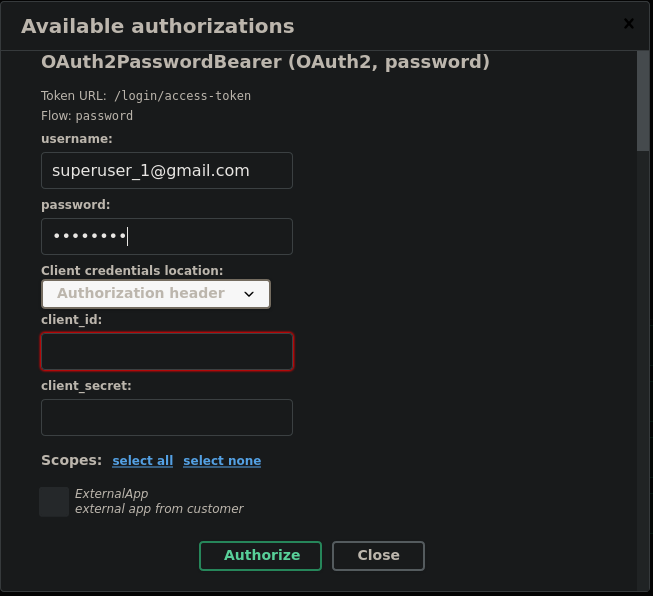 Available authorizations
×
OAuth2PasswordBearer (OAuth2, password)
Token URL: /login/access-token
Flow: password
username:
superuser_1@gmail.com
password:
••••••••
Client credentials location:
Authorization header
client_id:
client_secret:
Scopes: select all select none
ExternalApp
external app from customer
Authorize Close